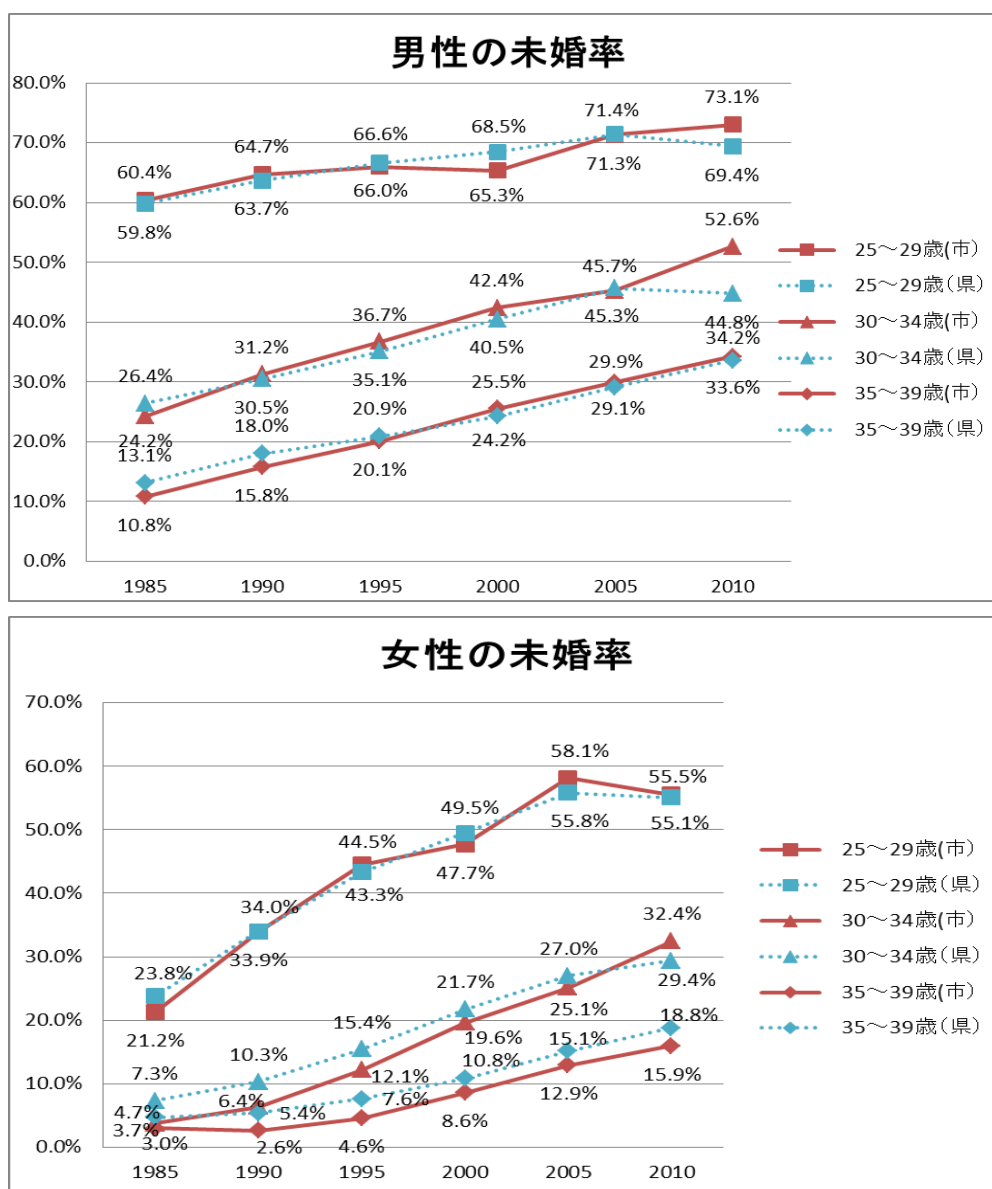 男性の未婚率
80.0%
70.0%
60.0%
50.0%
40.0%
30.0%
20.0%
10.0%
0.0%
60.4% 64.7% 66.6% 68.5% 71.4% 73.1%
59.8% 63.7% 66.0% 65.3% 71.3% 69.4%
26.4% 31.2% 36.7% 42.4% 45.7% 52.6%
24.2% 30.5% 35.1% 40.5% 45.3% 44.8%
13.1% 18.0% 20.9% 25.5% 29.9% 34.2%
10.8% 15.8% 20.1% 24.2% 29.1% 33.6%
1985 1990 1995 2000 2005 2010
25～29歳(市)
25～29歳(県)
30～34歳(市)
30～34歳(県)
35～39歳(市)
35～39歳(県)
女性の未婚率
70.0%
60.0%
50.0%
40.0%
30.0%
20.0%
10.0%
0.0%
23.8% 34.0% 44.5% 49.5% 58.1% 55.5%
21.2% 33.9% 43.3% 47.7% 55.8% 55.1%
7.3% 10.3% 15.4% 21.7% 27.0% 32.4%
3.7% 6.4% 12.1% 19.6% 25.1% 29.4%
4.7% 5.4% 7.6% 10.8% 15.1% 18.8%
3.0% 2.6% 4.6% 8.6% 12.9% 15.9%
1985 1990 1995 2000 2005 2010
25～29歳(市)
25～29歳(県)
30～34歳(市)
30～34歳(県)
35～39歳(市)
35～39歳(県)